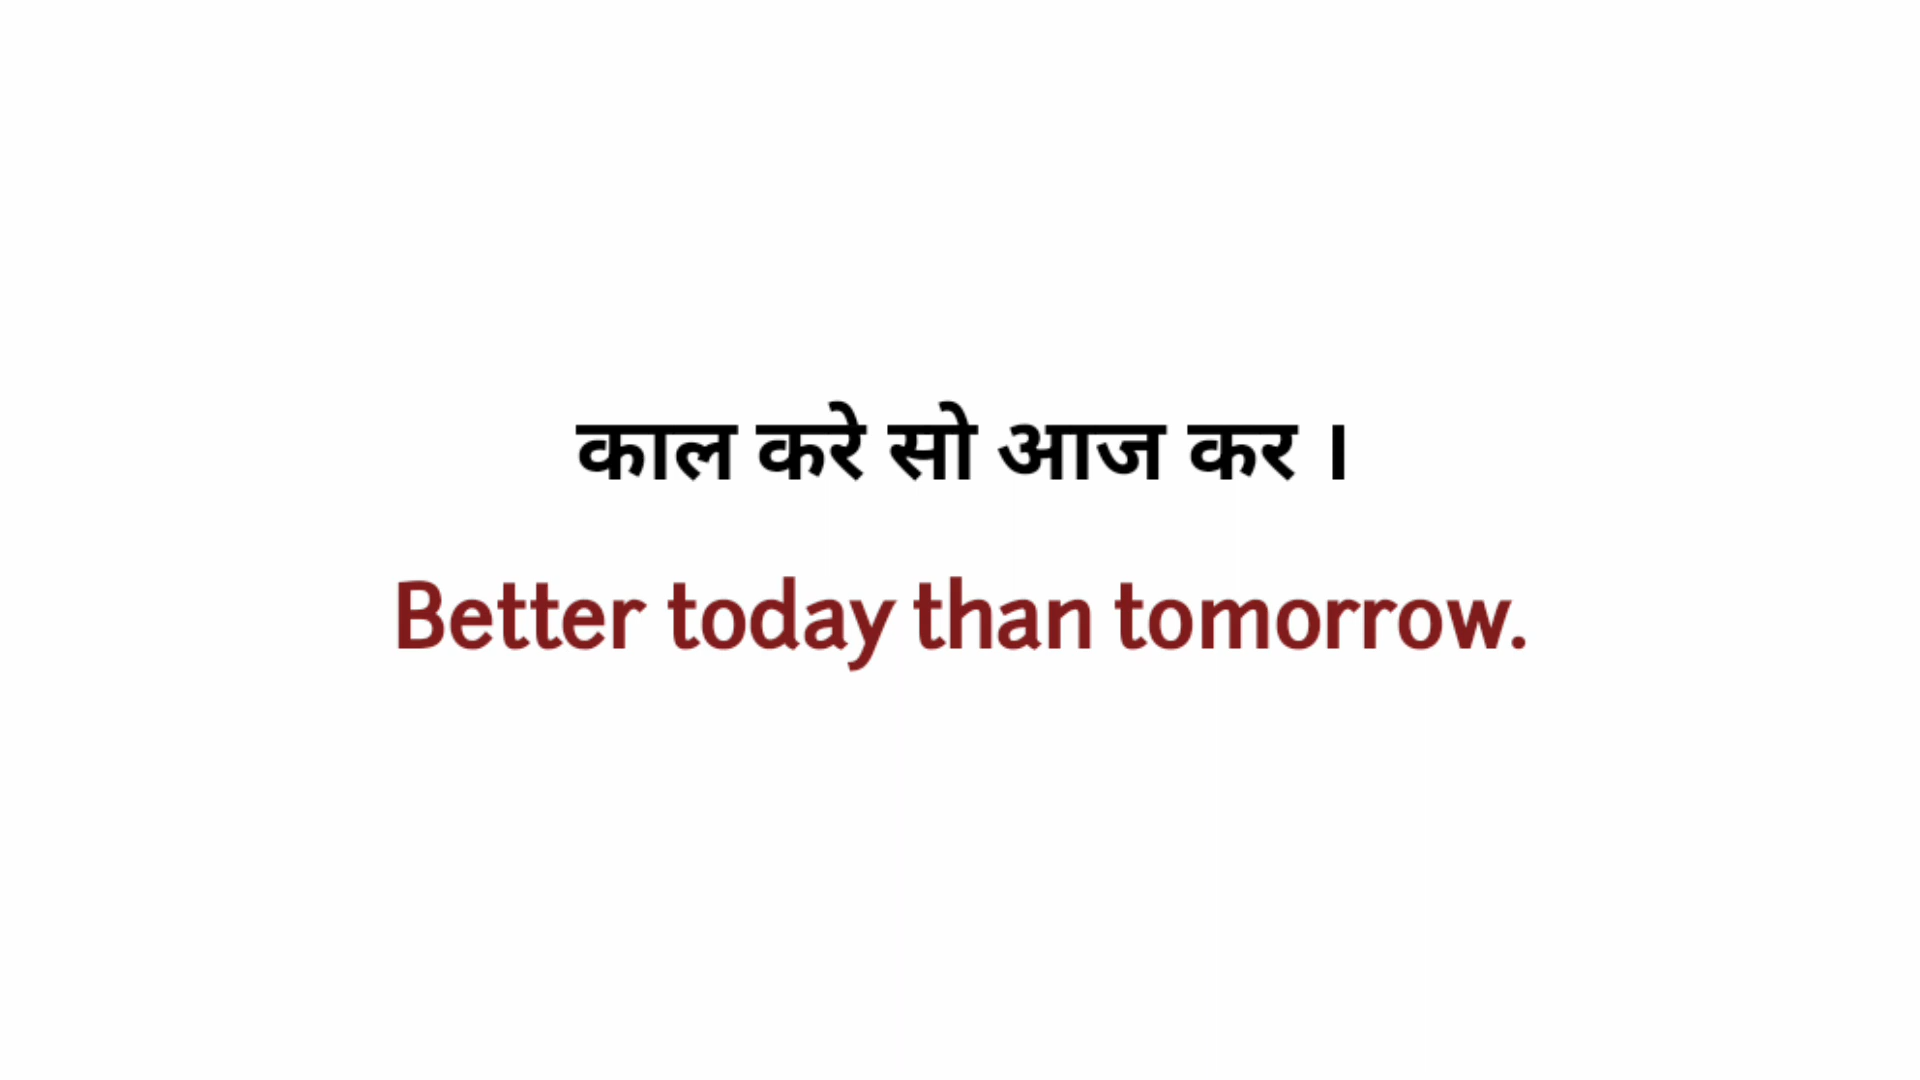 काल करे सो आज कर ।
Better today than tomorrow.